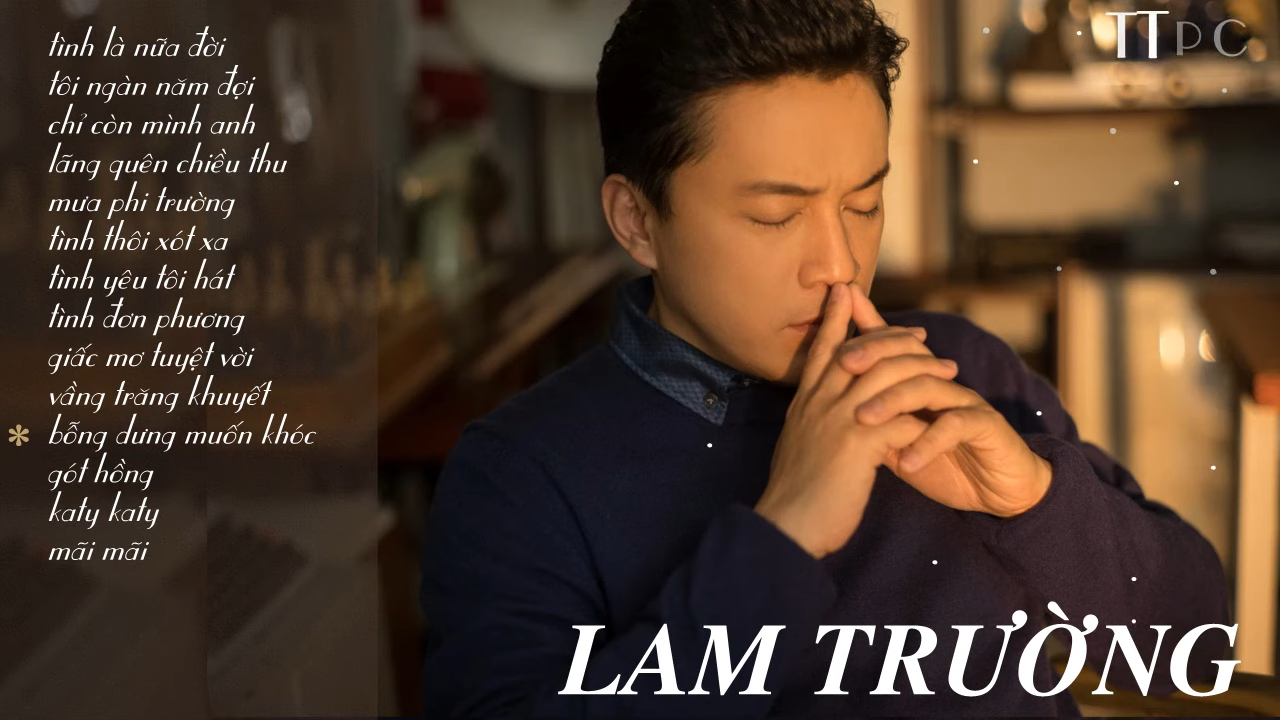 tình là nữa đời
tôi ngàn năm đợi
chỉ còn mình anh
lãng quên chiều thu
mưa phi trường
tình thôi xót xa
tình yêu tôi hát
tình đơn phương
giấc mơ tuyệt vời
vầng trăng khuyết
bỗng dưng muốn khóc
gót hồng
katy katy
mãi mãi
TTPC
LAM TRƯỜNG